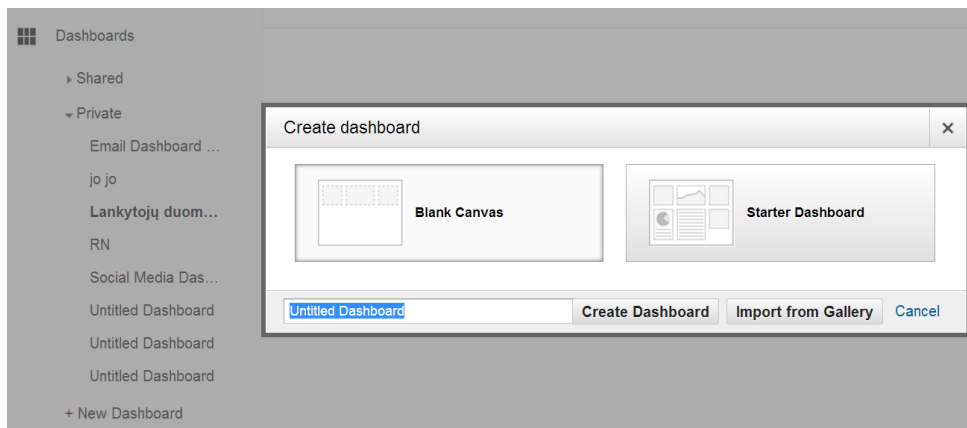 Dashboards
Shared
Private
Email Dashboard ...
jo jo
Lankytojų duom...
RN
Social Media Das...
Untitled Dashboard
Untitled Dashboard
Untitled Dashboard
+ New Dashboard
Create dashboard
Blank Canvas
Starter Dashboard
Untitled Dashboard
Create Dashboard
Import from Gallery
Cancel